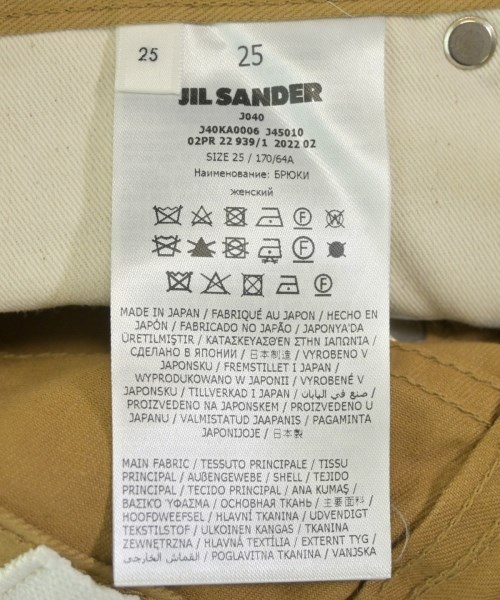 25
25
JIL SANDER
J040
J40KA0006 J45010
02PR 22 939/1 2022 02
SIZE 25 / 170/64A
Наименование: БРЮКИ
женский
MADE IN JAPAN / FABRIQUÉ AU JAPON / HECHO EN
JAPÓN / FABRICADO NO JAPÃO / JAPONYA'DA
ÜRETILMIŞTIR / ΚΑΤΑΣΚΕΥΑΣΘΕΝ ΣΤΗΝ ΙΑΠΩΝΙΑ /
СДЕЛАНО В ЯПОНИИ / 日本制造 / VYROBENO V
JAPONSKU / FREMSTILLET I JAPAN /
WYPRODUKOWANO W JAPONII / VYROBENÉ V
JAPONSKU / TILLVERKAD I JAPAN / صنع في اليابان /
PROIZVEDENO NA JAPONSKEM / PROIZVEDENO U
JAPANU / VALMISTATUD JAAPANIS / PAGAMINTA
JAPONIJOJE / 日本製
MAIN FABRIC / TESSUTO PRINCIPALE / TISSU
PRINCIPAL / AUßENGEWEBE / SHELL / TEJIDO
PRINCIPAL / TECIDO PRINCIPAL / ANA KUMAŞ /
ΒΑΣΙΚΌ ΎΦΑΣΜΑ / ОСНОВНАЯ ТКАНЬ / 主要面料 /
HOOFDWEEFSEL / HLAVNÍ TKANINA / UDVENDIGT
TEKSTILSTOF / ULKOINEN KANGAS / TKANINA
ZEWNĘTRZNA / HLAVNÁ TEXTÍLIA / EXTERNT TYG /
القماش الخارجي / POGLAVITNA TKANINA / VANJSKA